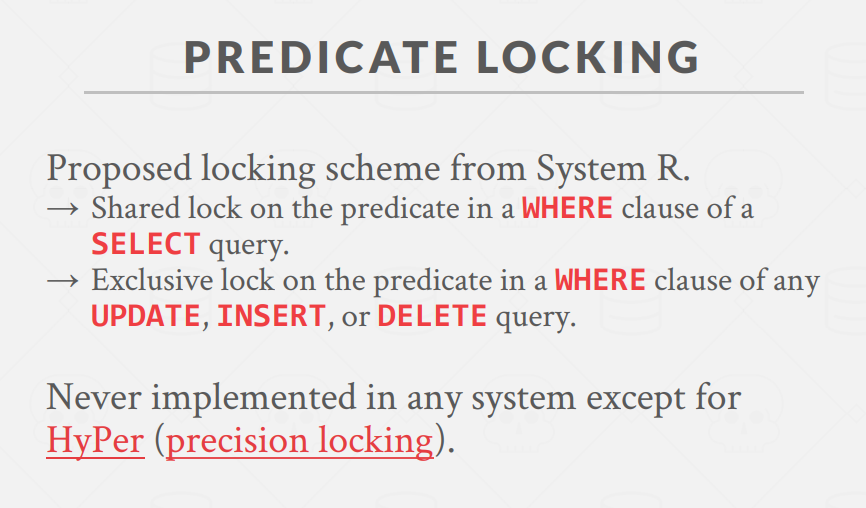 PREDICATE LOCKING
Proposed locking scheme from System R.
→ Shared lock on the predicate in a WHERE clause of a
SELECT query.
→ Exclusive lock on the predicate in a WHERE clause of any
UPDATE, INSERT, or DELETE query.
Never implemented in any system except for
HyPer (precision locking).